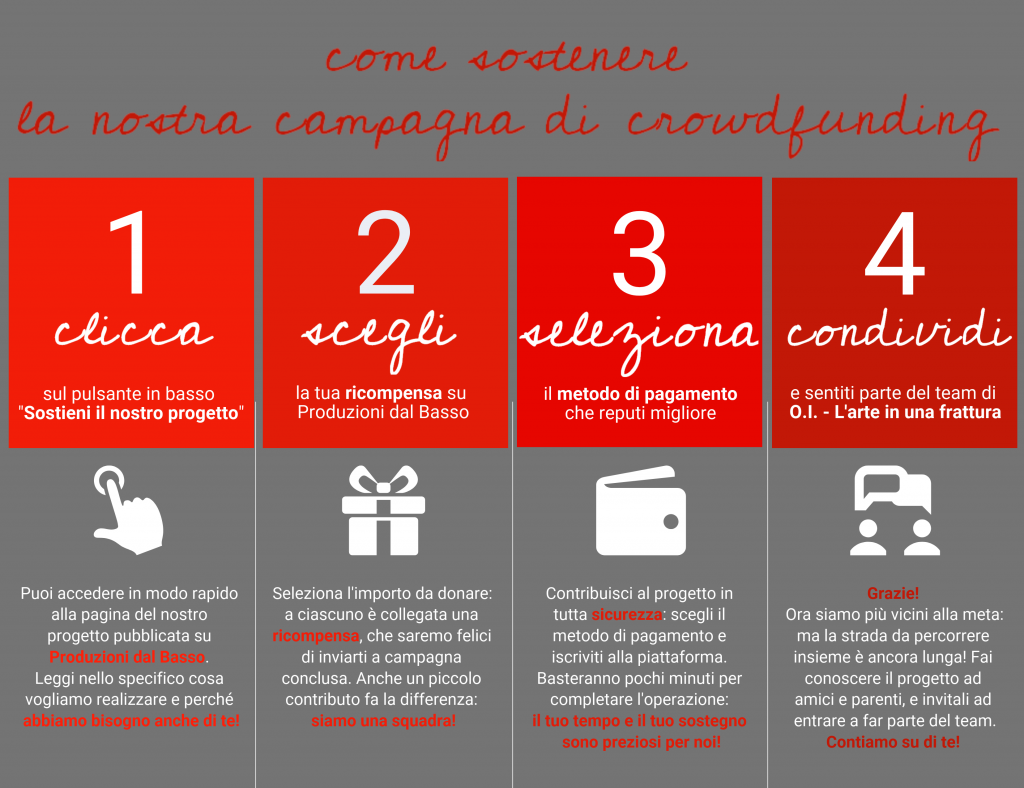 come sostenere
la nostra campagna di crowdfunding
1
clicca
sul pulsante in basso
"Sostieni il nostro progetto"
2
scegli
la tua ricompensa su
Produzioni dal Basso
3
seleziona
il metodo di pagamento
che reputi migliore
4
condividi
e sentiti parte del team di
O.I. - L'arte in una frattura
Puoi accedere in modo rapido
alla pagina del nostro
progetto pubblicata su
Produzioni dal Basso.
Leggi nello specifico cosa
vogliamo realizzare e perché
abbiamo bisogno anche di te!
Seleziona l'importo da donare:
a ciascuno è collegata una
ricompensa, che saremo felici
di inviarti a campagna
conclusa. Anche un piccolo
contributo fa la differenza:
siamo una squadra!
Contribuisci al progetto in
tutta sicurezza: scegli il
metodo di pagamento e
iscriviti alla piattaforma.
Basteranno pochi minuti per
completare l'operazione:
il tuo tempo e il tuo sostegno
sono preziosi per noi!
Grazie!
Ora siamo più vicini alla meta:
ma la strada da percorrere
insieme è ancora lunga! Fai
conoscere il progetto ad
amici e parenti, e invitali ad
entrare a far parte del team.
Contiamo su di te!